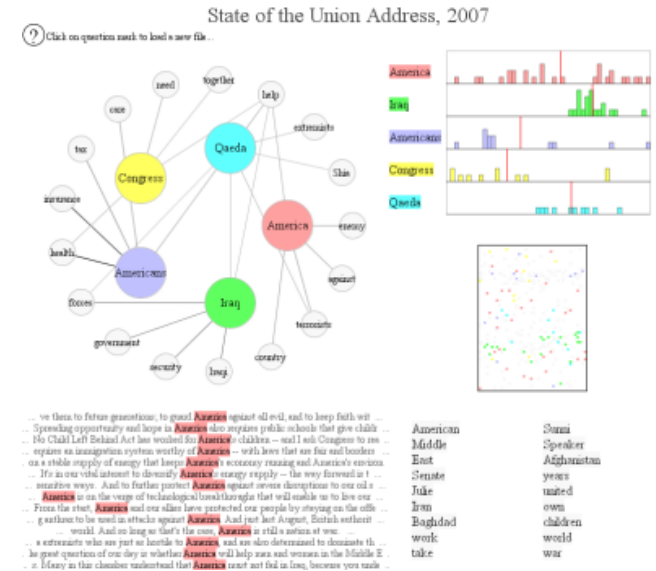 State of the Union Address, 2007
? Click on question mark to load a new file...
need
together
help
care
extremists
tax
Qaeda
Congress
Shia
insurance
America
enemy
health
Americans
against
forces
Iraq
terrorists
government
security
Iraqi
country
America
Iraq
Americans
Congress
Qaeda
... ve them to future generations; to guard America against all evil, and to keep faith wit ...
... Spreading opportunity and hope in America also requires public schools that give childr ...
... No Child Left Behind Act has worked for America's children -- and I ask Congress to rea ...
... equires an immigration system worthy of America -- with laws that are fair and borders ...
on a stable supply of energy that keeps America's economy running and America's environ
... It's in our vital interest to diversify America's energy supply -- the way forward is t ...
... sensitive ways. And to further protect America against severe disruptions to our oil s ...
... America is on the verge of technological breakthroughs that will enable us to live our ...
... From the start, America and our allies have protected our people by staying on the offe ...
... g airliners to be used in attacks against America. And just last August, British authorit ...
... world. And so long as that's the case, America is still a nation at war. ...
... e extremists who are just as hostile to America, and are also determined to dominate th ...
... he great question of our day is whether America will help men and women in the Middle E ...
... s. Many in this chamber understand that America must not fail in Iraq, because you unde ...
American
Middle
East
Senate
Julie
Iran
Baghdad
work
take
Sunni
Speaker
Afghanistan
years
united
own
children
world
war